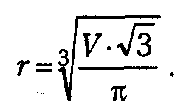 r = ∛(V·√3 / π) .